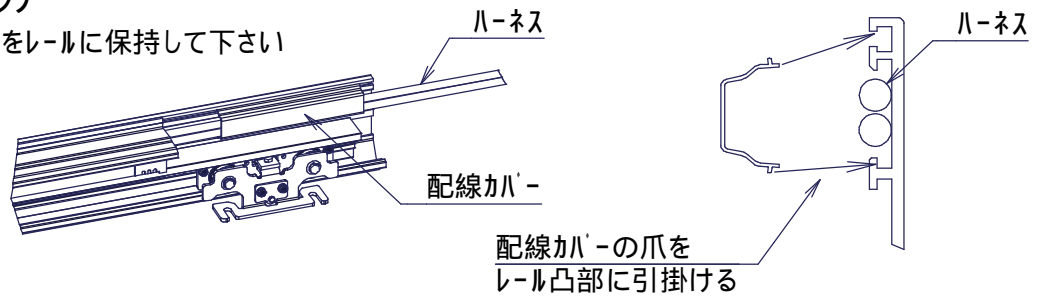 をレールに保持して下さい
ハーネス
配線カバー
ハーネス
配線カバーの爪を
レール凸部に引掛ける